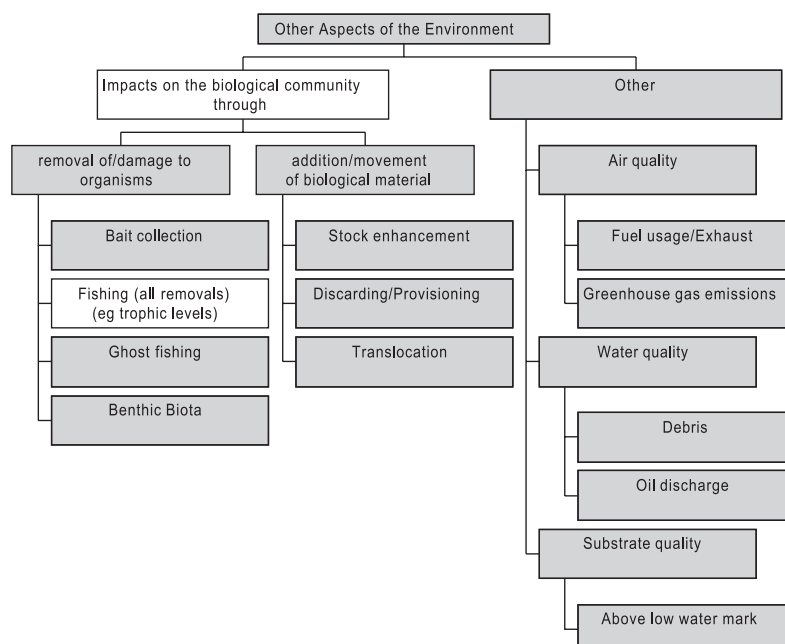 Other Aspects of the Environment
Impacts on the biological community
through
Other
removal of/damage to
organisms
addition/movement
of biological material
Air quality
Bait collection
Stock enhancement
Fuel usage/Exhaust
Fishing (all removals)
(eg trophic levels)
Discarding/Provisioning
Greenhouse gas emissions
Ghost fishing
Translocation
Water quality
Benthic Biota
Debris
Oil discharge
Substrate quality
Above low water mark